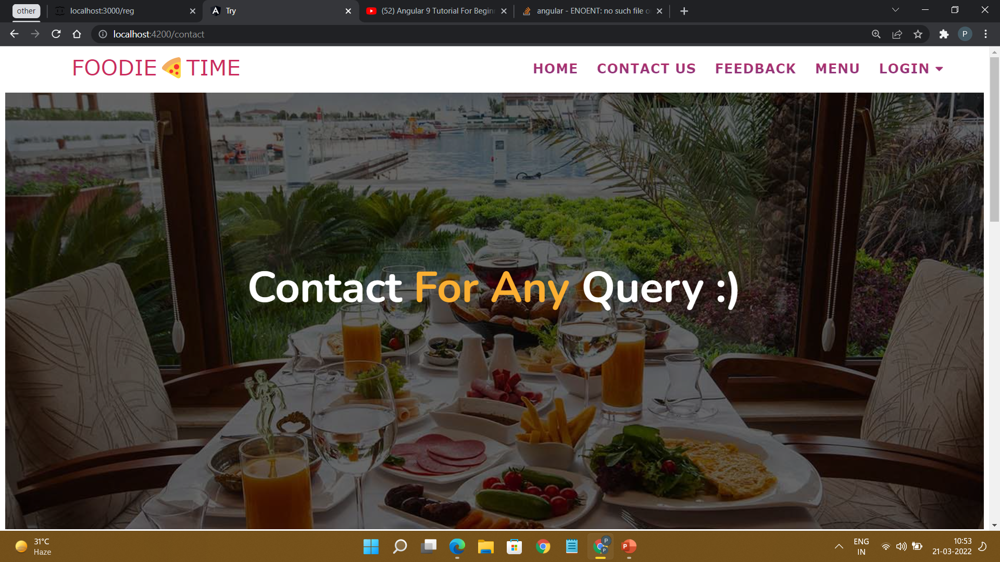 other
localhost:3000/reg
Try
(52) Angular 9 Tutorial For Begin
angular - ENOENT: no such file o
localhost:4200/contact
P
FOODIE TIME
HOME
CONTACT US
FEEDBACK
MENU
LOGIN
Contact For Any Query :)
31°C
Haze
P
P
P
ENG
IN
10:53
21-03-2022